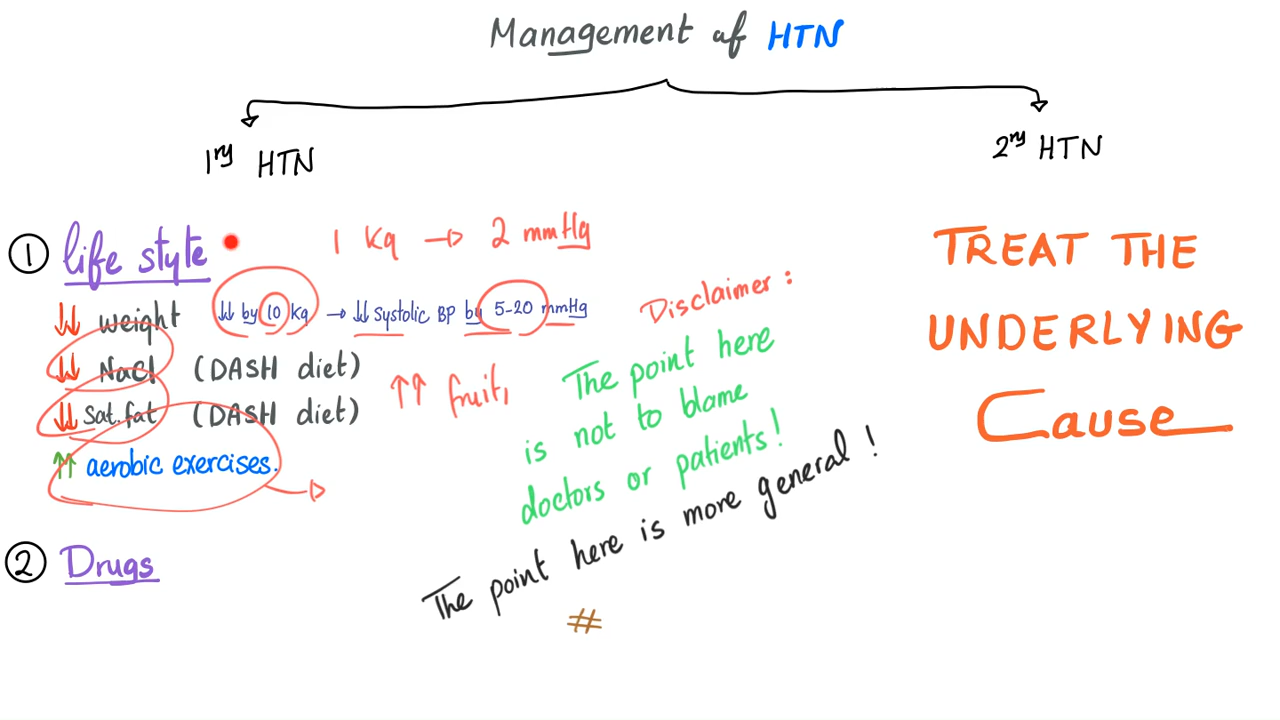 Management of HTN
1ry HTN
2ry HTN
① life style
1 Kg → 2 mmHg
↓↓ weight ↓↓ by 10 Kg → ↓↓ Systolic BP by 5-20 mmHg
↓↓ NaCl (DASH diet)
↓↓ Sat. fat (DASH diet)
↑↑ fruit,
↑↑ aerobic exercises.
② Drugs
Disclaimer:
The point here
is not to blame
doctors or patients!
The point here is more general!
#
TREAT THE
UNDERLYING
Cause